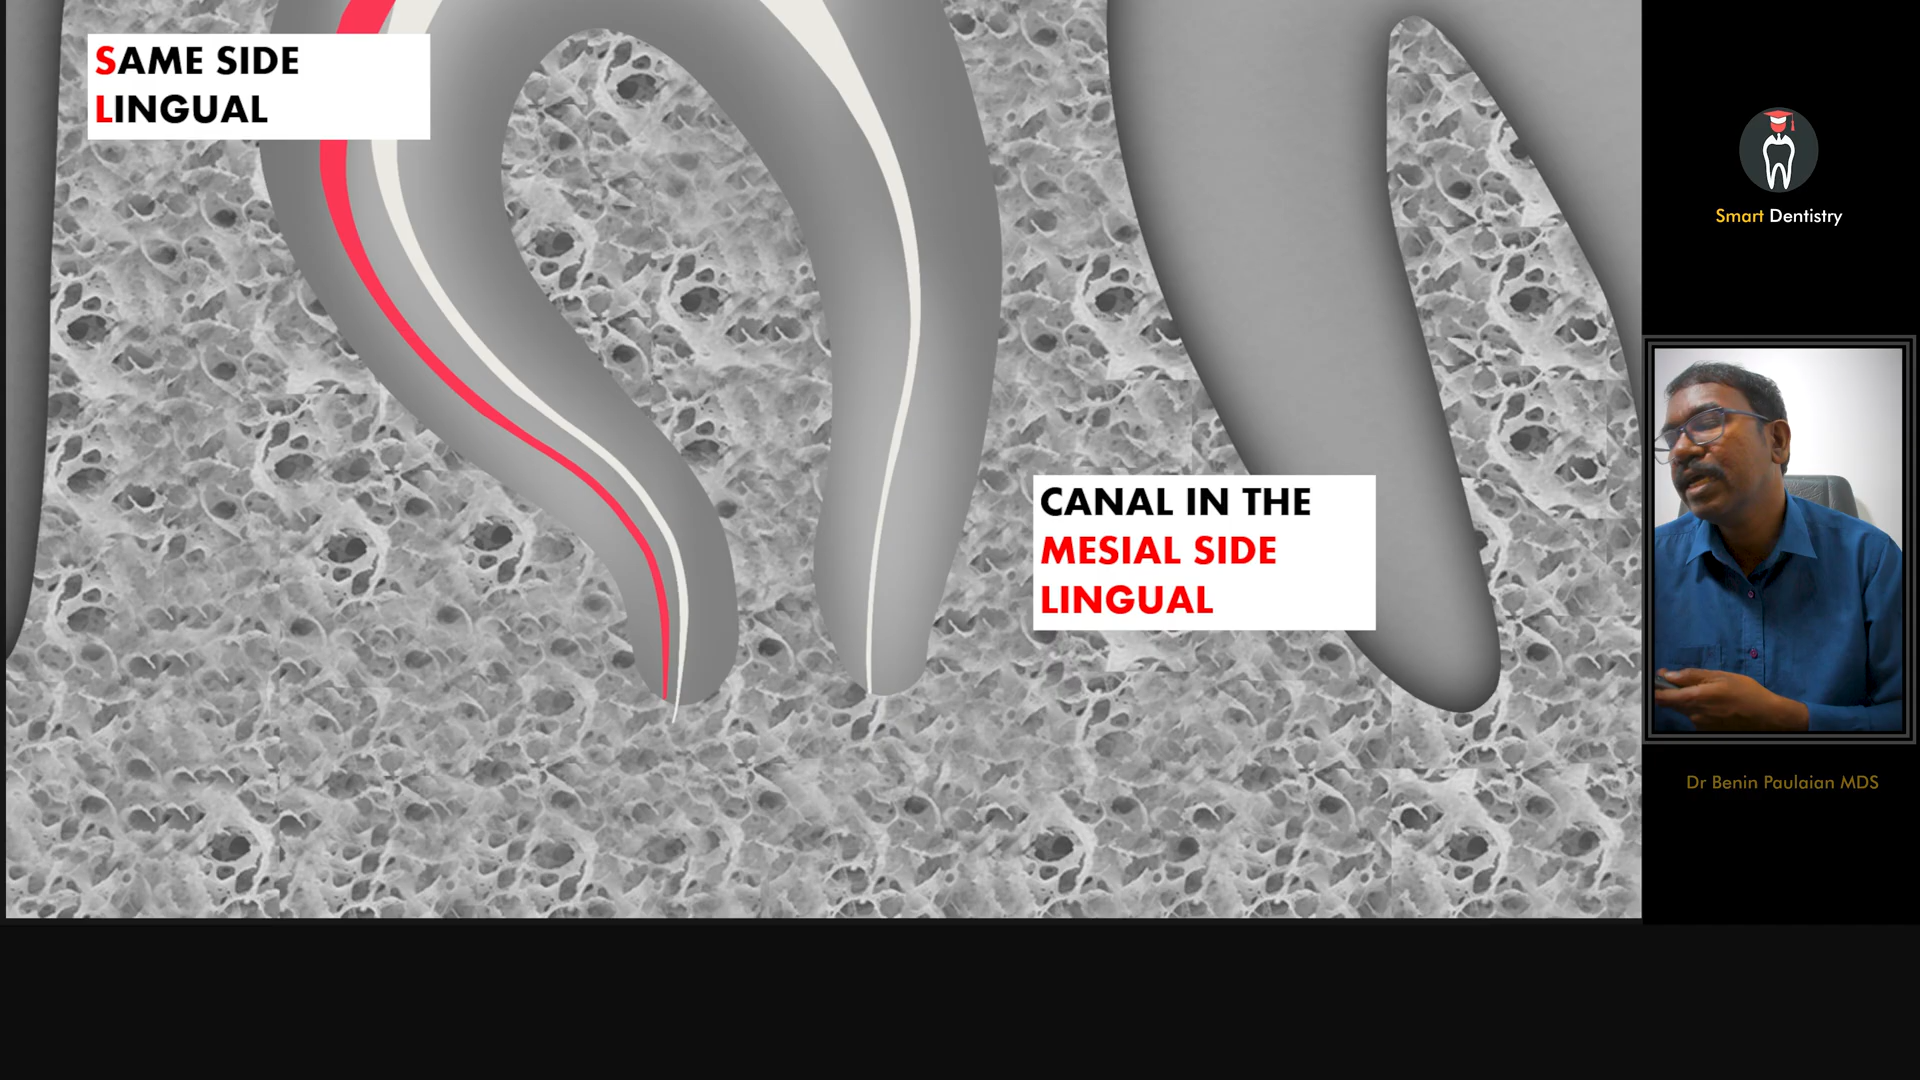 SAME SIDE
LINGUAL
CANAL IN THE
MESIAL SIDE
LINGUAL
Smart Dentistry
Dr Benin Paulaian MDS